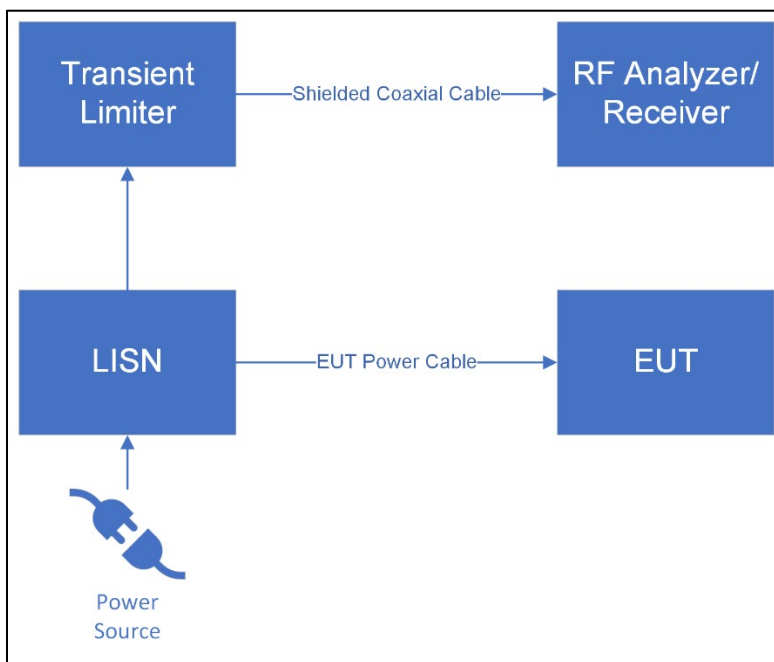 Transient
Limiter
Shielded Coaxial Cable
RF Analyzer/
Receiver
LISN
EUT Power Cable
EUT
Power
Source